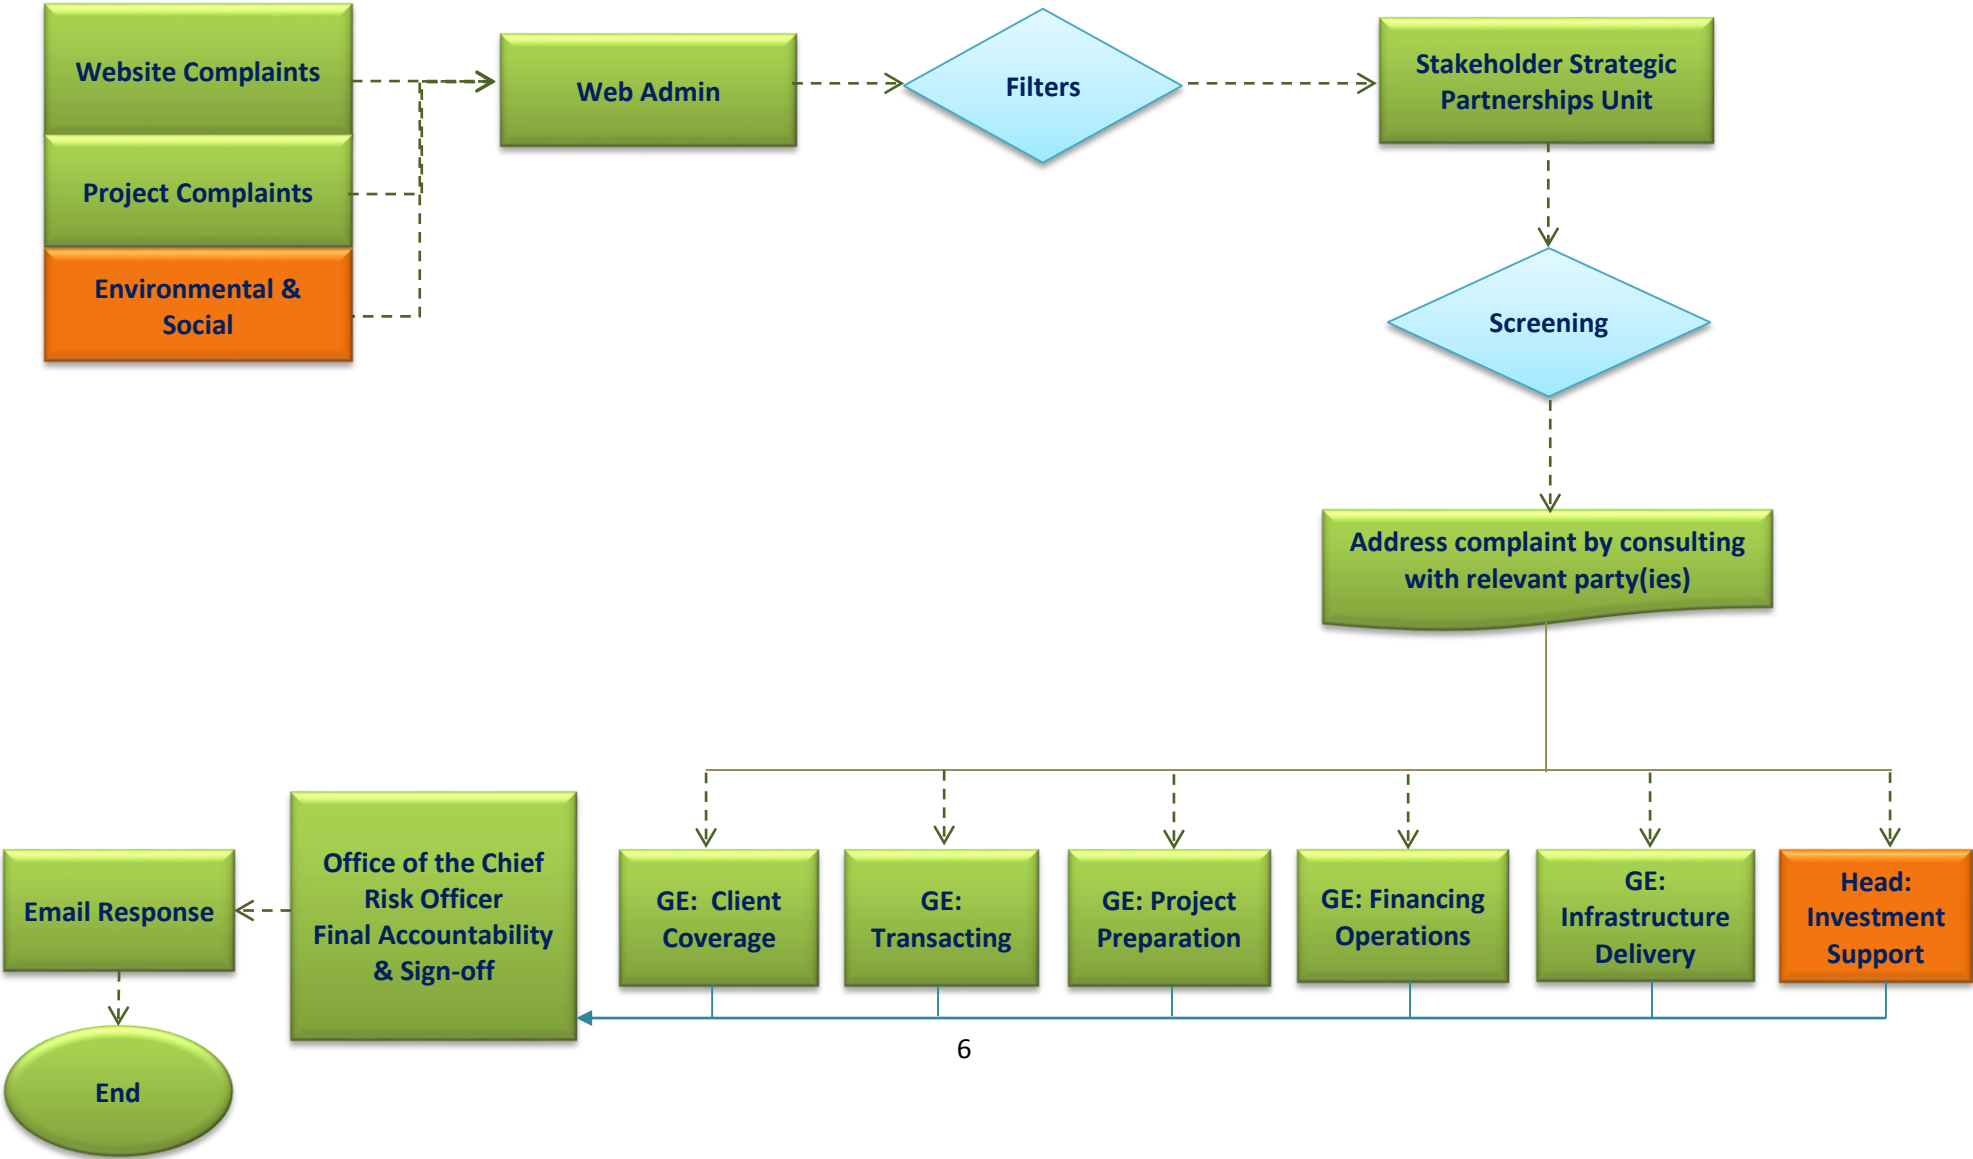 Website Complaints
Project Complaints
Environmental &
Social
Web Admin
Filters
Stakeholder Strategic
Partnerships Unit
Screening
Address complaint by consulting
with relevant party(ies)
Email Response
End
Office of the Chief
Risk Officer
Final Accountability
& Sign-off
GE:  Client
Coverage
GE:
Transacting
GE: Project
Preparation
GE: Financing
Operations
GE:
Infrastructure
Delivery
Head:
Investment
Support
6